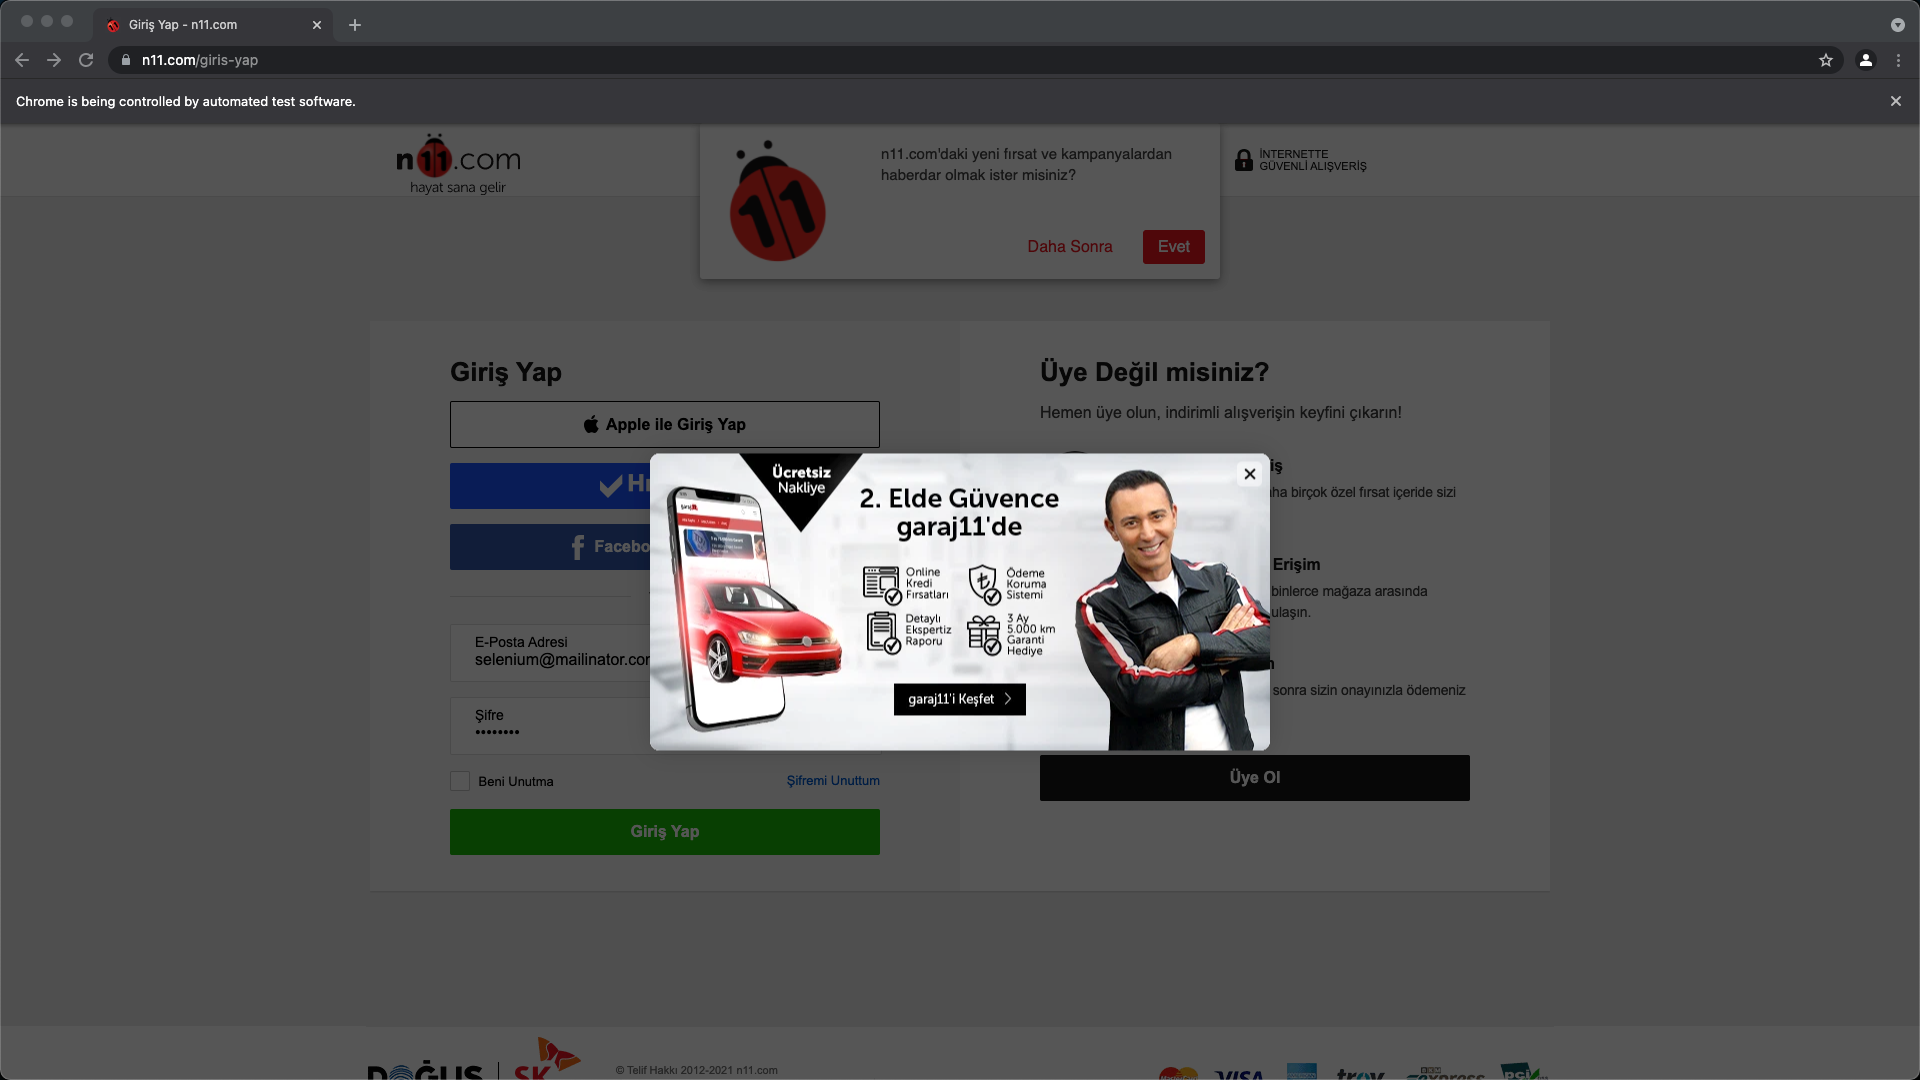 Giriş Yap - n11.com
n11.com/giris-yap
Chrome is being controlled by automated test software.
n11.com
hayat sana gelir
n11.com'daki yeni fırsat ve kampanyalardan
haberdar olmak ister misiniz?
Daha Sonra
Evet
İNTERNETTE
GÜVENLİ ALIŞVERİŞ
Giriş Yap
Apple ile Giriş Yap
Facebo
E-Posta Adresi
selenium@mailinator.co
Şifre
••••••••
Beni Unutma
Şifremi Unuttum
Giriş Yap
Üye Değil misiniz?
Hemen üye olun, indirimli alışverişin keyfini çıkarın!
iş
ha birçok özel fırsat içeride sizi
Erişim
binlerce mağaza arasında
ulaşın.
sonra sizin onayınızla ödemeniz
Üye Ol
Ücretsiz
Nakliye
2. Elde Güvence
garaj11'de
Online
Kredi
Fırsatları
Ödeme
Koruma
Sistemi
Detaylı
Ekspertiz
Raporu
3 Ay
5.000 km
Garanti
Hediye
garaj11'i Keşfet
DOĞUŞ
SK
© Telif Hakkı 2012-2021 n11.com
VISA
troy
express